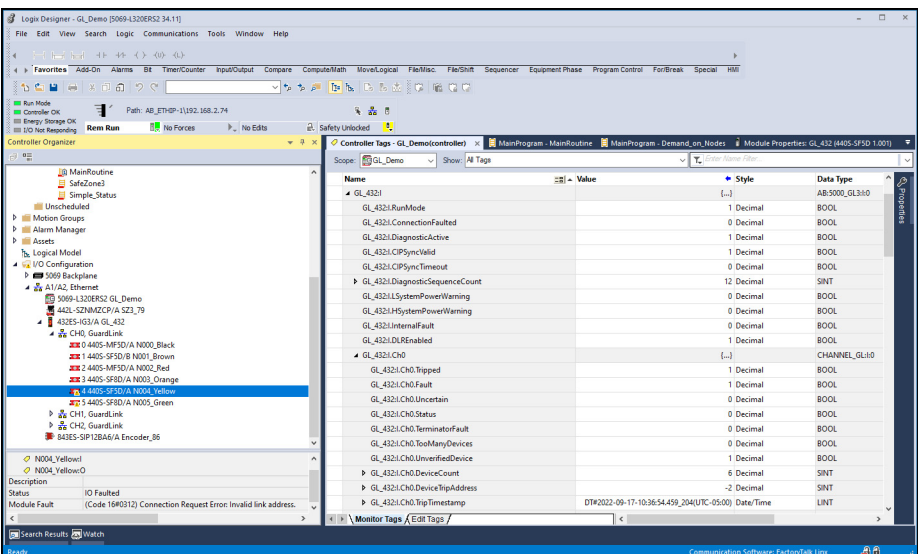 Logix Designer - GL_Demo [5069-L320ERS2 34.11]
File Edit View Search Logic Communications Tools Window Help
Favorites Add-On Alarms Bit Timer/Counter Input/Output Compare Compute/Math Move/Logical File/Misc. File/Shift Sequencer Equipment Phase Program Control For/Break Special HMI
Run Mode
Controller OK
Energy Storage OK
I/O Not Responding
Path: AB_ETHIP-1\192.168.2.74
Rem Run No Forces No Edits Safety Unlocked
Controller Organizer
MainRoutine
SafeZone3
Simple_Status
Unscheduled
Motion Groups
Alarm Manager
Assets
Logical Model
I/O Configuration
5069 Backplane
A1/A2, Ethernet
5069-L320ERS2 GL_Demo
442L-SZNMZCP/A SZ3_79
432ES-IG3/A GL_432
CH0, GuardLink
0 440S-MF5D/A N000_Black
1 440S-SF5D/B N001_Brown
2 440S-MF5D/A N002_Red
3 440S-SF8D/A N003_Orange
4 440S-SF5D/A N004_Yellow
5 440S-SF8D/A N005_Green
CH1, GuardLink
CH2, GuardLink
843ES-SIP12BA6/A Encoder_86
N004_Yellow:I
N004_Yellow:O
Description
Status IO Faulted
Module Fault (Code 16#0312) Connection Request Error: Invalid link address.
Controller Tags - GL_Demo(controller) MainProgram - MainRoutine MainProgram - Demand_on_Nodes Module Properties: GL_432 (440S-SF5D 1.001)
Scope: GL_Demo Show: All Tags Enter Name Filter...
Name Value Style Data Type
GL_432:I {...} AB:5000_GL3:I:0
GL_432:I.RunMode 1 Decimal BOOL
GL_432:I.ConnectionFaulted 0 Decimal BOOL
GL_432:I.DiagnosticActive 1 Decimal BOOL
GL_432:I.CIPSyncValid 1 Decimal BOOL
GL_432:I.CIPSyncTimeout 0 Decimal BOOL
GL_432:I.DiagnosticSequenceCount 12 Decimal SINT
GL_432:I.LSystemPowerWarning 0 Decimal BOOL
GL_432:I.HSystemPowerWarning 0 Decimal BOOL
GL_432:I.InternalFault 0 Decimal BOOL
GL_432:I.DLREnabled 1 Decimal BOOL
GL_432:I.Ch0 {...} CHANNEL_GL:I:0
GL_432:I.Ch0.Tripped 1 Decimal BOOL
GL_432:I.Ch0.Fault 1 Decimal BOOL
GL_432:I.Ch0.Uncertain 0 Decimal BOOL
GL_432:I.Ch0.Status 0 Decimal BOOL
GL_432:I.Ch0.TerminatorFault 0 Decimal BOOL
GL_432:I.Ch0.TooManyDevices 0 Decimal BOOL
GL_432:I.Ch0.UnverifiedDevice 1 Decimal BOOL
GL_432:I.Ch0.DeviceCount 6 Decimal SINT
GL_432:I.Ch0.DeviceTripAddress -2 Decimal SINT
GL_432:I.Ch0.TripTimestamp DT#2022-09-17-10:36:54.459_204(UTC-05:00) Date/Time LINT
Properties
Monitor Tags Edit Tags
Search Results Watch
Ready Communication Software: FactoryTalk Linx